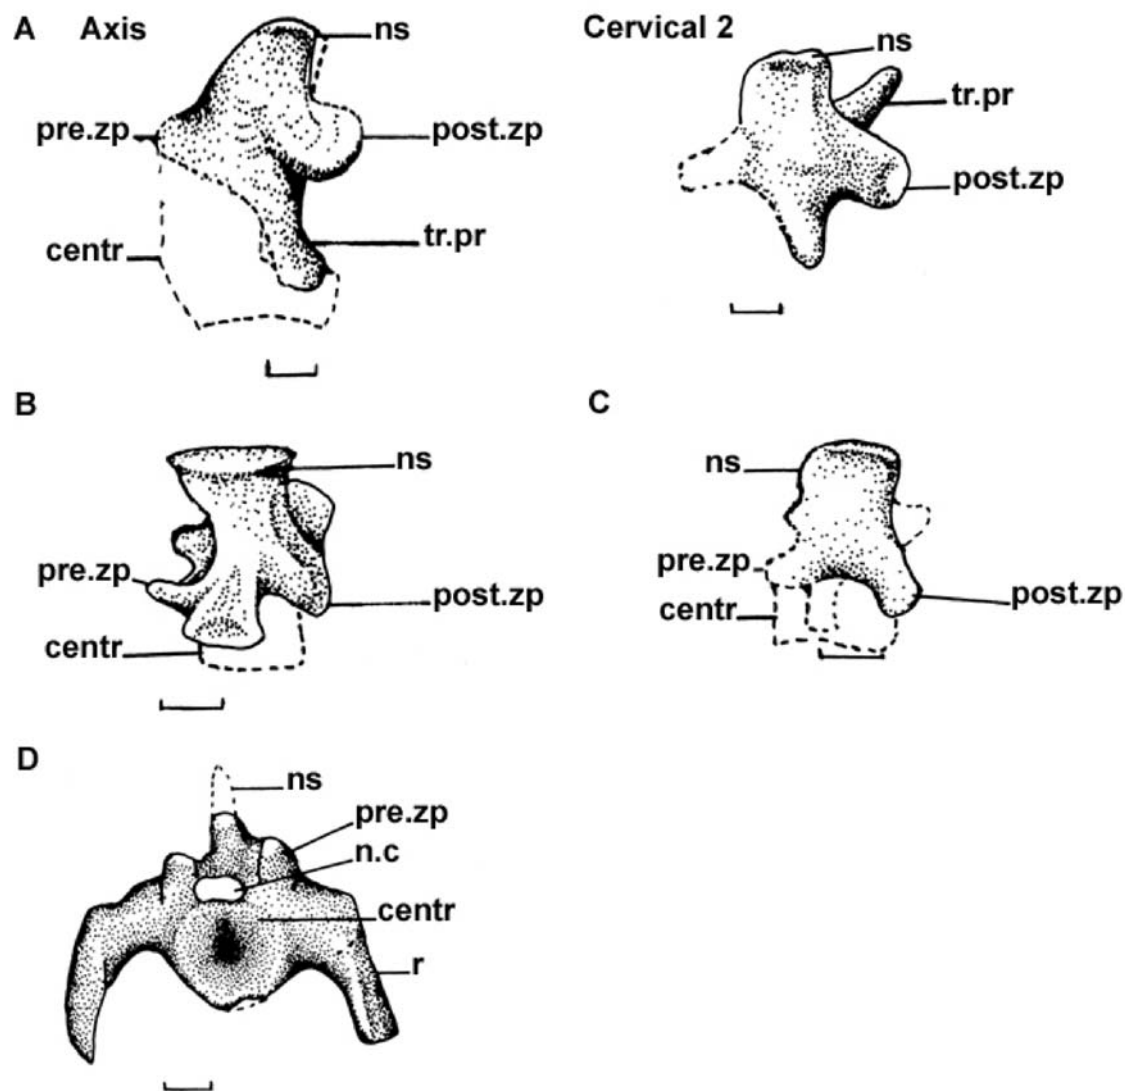 A Axis
ns
pre.zp
post.zp
centr
tr.pr
Cervical 2
ns
tr.pr
post.zp
B
ns
pre.zp
post.zp
centr
C
ns
pre.zp
centr
post.zp
D
ns
pre.zp
n.c
centr
r